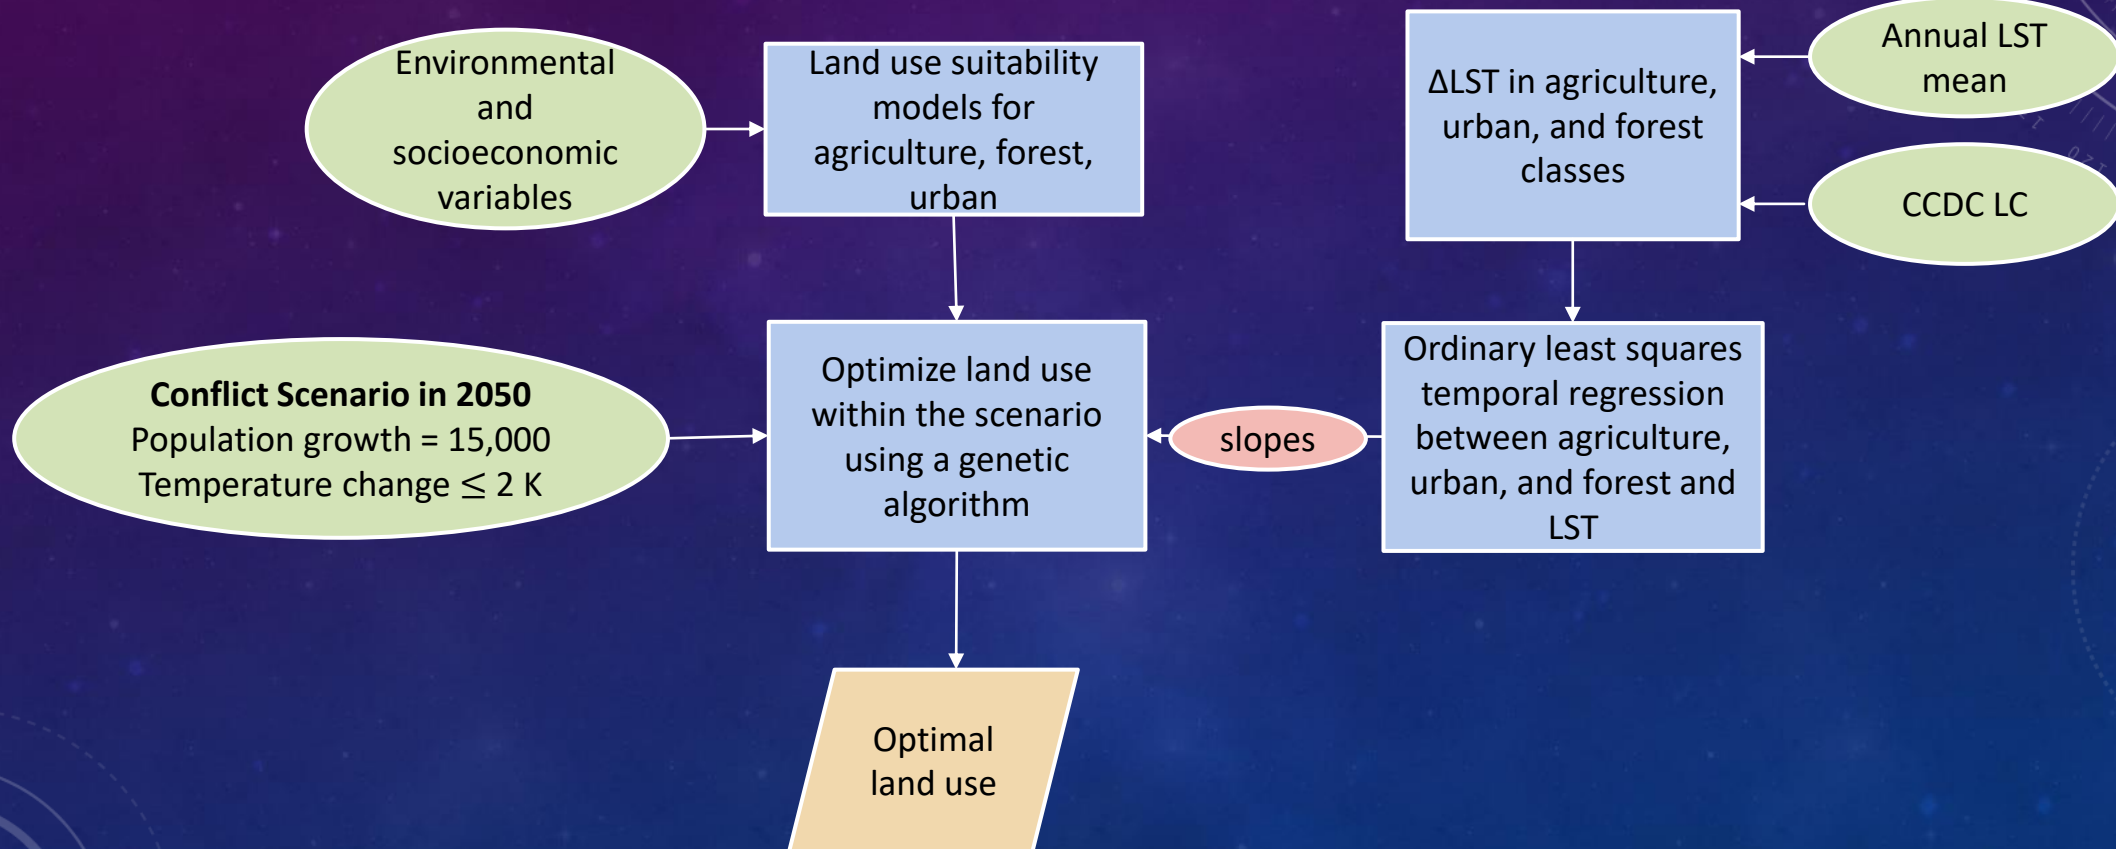 Environmental
and
socioeconomic
variables
Land use suitability
models for
agriculture, forest,
urban
ΔLST in agriculture,
urban, and forest
classes
Annual LST
mean
CCDC LC
Conflict Scenario in 2050
Population growth = 15,000
Temperature change ≤ 2 K
Optimize land use
within the scenario
using a genetic
algorithm
slopes
Ordinary least squares
temporal regression
between agriculture,
urban, and forest and
LST
Optimal
land use